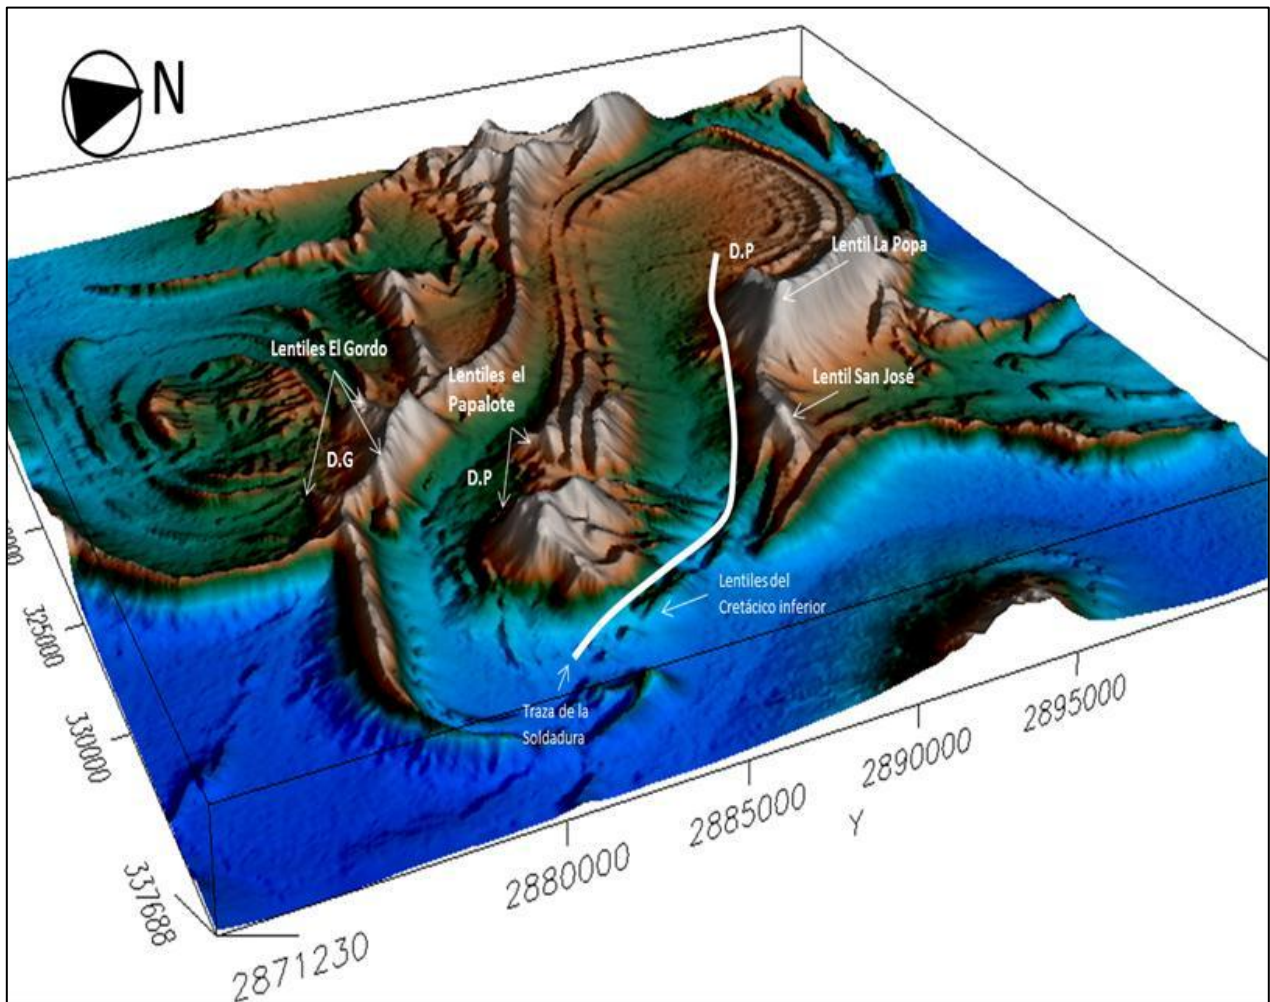 N
D.P
Lentil La Popa
Lentiles El Gordo
Lentiles el
Papalote
Lentil San José
D.G
D.P
Lentiles del
Cretácico inferior
Traza de la
Soldadura
325000
330000
337688
2871230
2880000
2885000
2890000
2895000
Y